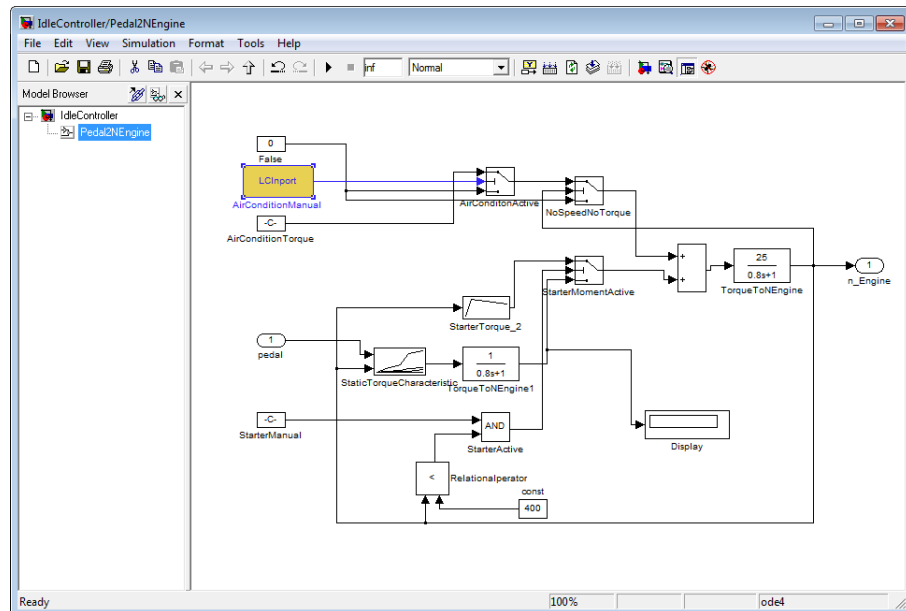 IdleController/Pedal2NEngine
File Edit View Simulation Format Tools Help
inf Normal
Model Browser
IdleController
Pedal2NEngine
0
False
LCInport
AirConditionManual
-C-
AirConditionTorque
AirConditonActive
NoSpeedNoTorque
StarterMomentActive
+
+
25
0.8s+1
TorqueToNEngine
1
n_Engine
StarterTorque_2
1
pedal
StaticTorqueCharacteristic
1
0.8s+1
TorqueToNEngine1
-C-
StarterManual
AND
StarterActive
Display
<
Relationalperator
const
400
Ready 100% ode4